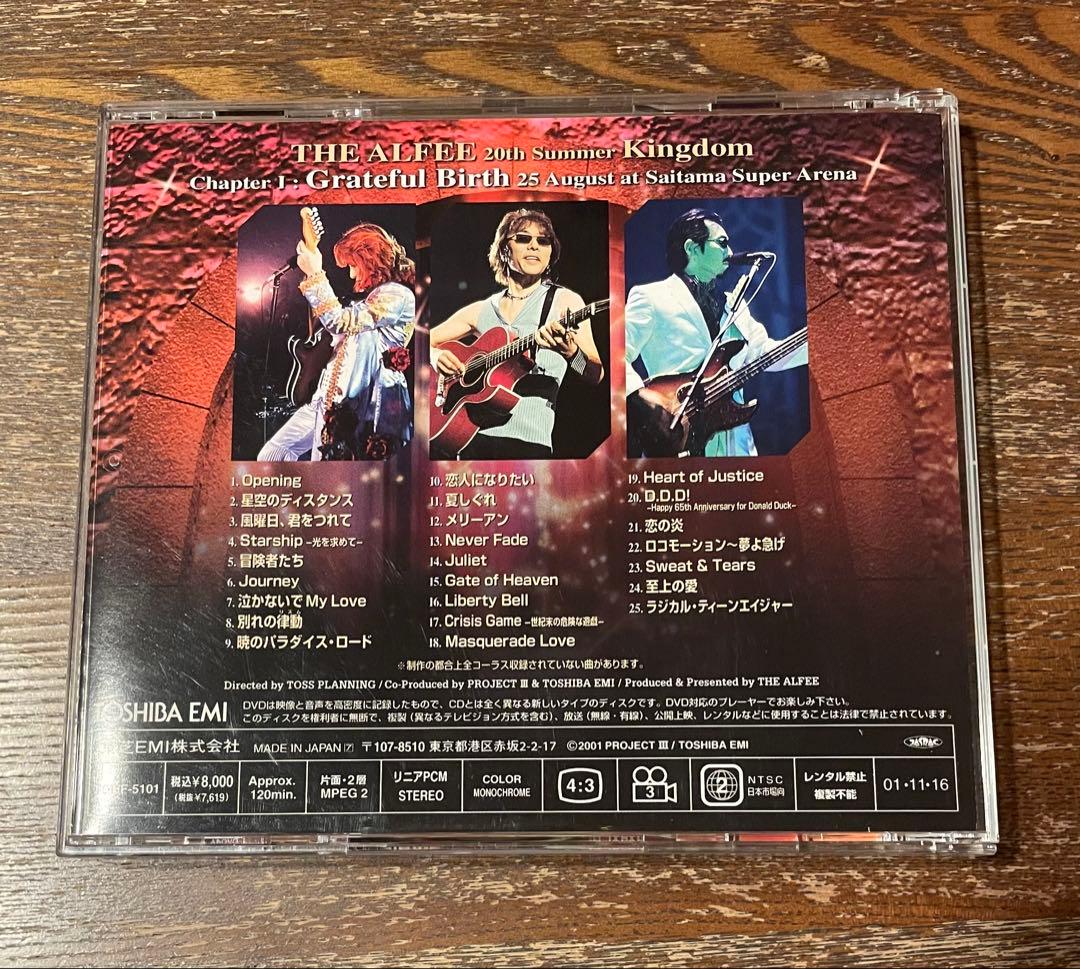 THE ALFEE 20th Summer Kingdom
Chapter I : Grateful Birth 25 August at Saitama Super Arena
1. Opening
2. 星空のディスタンス
3. 風曜日、君をつれて
4. Starship −光を求めて−
5. 冒険者たち
6. Journey
7. 泣かないで My Love
8. 別れの律動
リズム
9. 暁のパラダイス・ロード
10. 恋人になりたい
11. 夏しぐれ
12. メリーアン
13. Never Fade
14. Juliet
15. Gate of Heaven
16. Liberty Bell
17. Crisis Game −世紀末の危険な遊戯−
18. Masquerade Love
19. Heart of Justice
20. D.D.D!
−Happy 65th Anniversary for Donald Duck−
21. 恋の炎
22. ロコモーション〜夢よ急げ
23. Sweat & Tears
24. 至上の愛
25. ラジカル・ティーンエイジャー
※制作の都合上全コーラス収録されていない曲があります。
Directed by TOSS PLANNING / Co-Produced by PROJECT III & TOSHIBA EMI / Produced & Presented by THE ALFEE
OSHIBA EMI
DVDは映像と音声を高密度に記録したもので、CDとは全く異なる新しいタイプのディスクです。DVD対応のプレーヤーでお楽しみ下さい。
このディスクを権利者に無断で、複製（異なるテレビジョン方式を含む）、放送（無線・有線）、公開上映、レンタルなどに使用することは法律で禁止されています。
芝EMI株式会社 MADE IN JAPAN 7 〒107-8510 東京都港区赤坂2-2-17 ©2001 PROJECT III / TOSHIBA EMI
JASRAC
F-5101
税込¥8,000
(税抜¥7,619)
Approx.
120min.
片面・2層
MPEG 2
リニアPCM
STEREO
COLOR
MONOCHROME
4:3
3
2
NTSC
日本市場向
レンタル禁止
複製不能
01・11・16